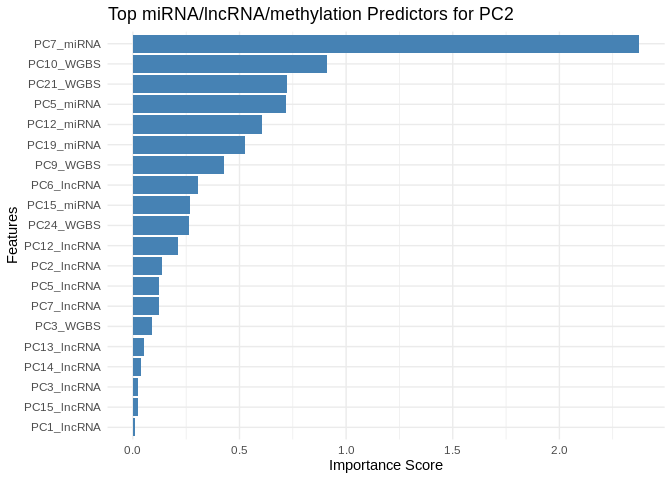 Top miRNA/lncRNA/methylation Predictors for PC2
Features
PC7_miRNA
PC10_WGBS
PC21_WGBS
PC5_miRNA
PC12_miRNA
PC19_miRNA
PC9_WGBS
PC6_lncRNA
PC15_miRNA
PC24_WGBS
PC12_lncRNA
PC2_lncRNA
PC5_lncRNA
PC7_lncRNA
PC3_WGBS
PC13_lncRNA
PC14_lncRNA
PC3_lncRNA
PC15_lncRNA
PC1_lncRNA
0.0 0.5 1.0 1.5 2.0
Importance Score